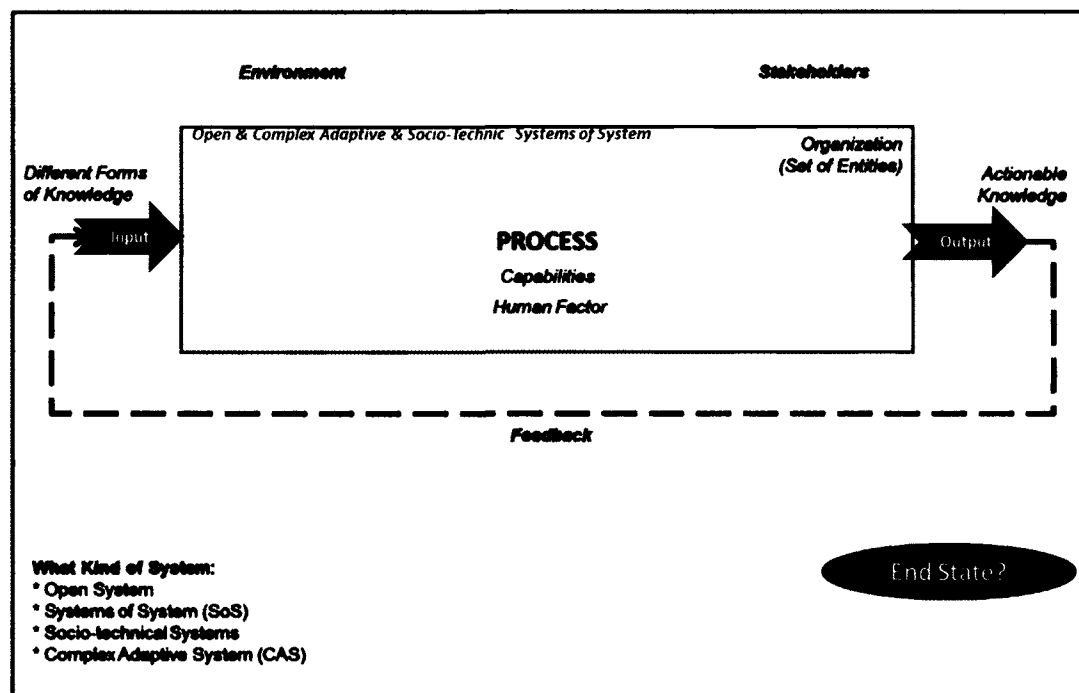 Environment
Stakeholders
Open & Complex Adaptive & Socio-Technic Systems of System
Organization
(Set of Entities)
Different Forms
of Knowledge
Actionable
Knowledge
Input
PROCESS
Output
Capabilities
Human Factor
Feedback
What Kind of System:
* Open System
* Systems of System (SoS)
* Socio-technical Systems
* Complex Adaptive System (CAS)
End State?